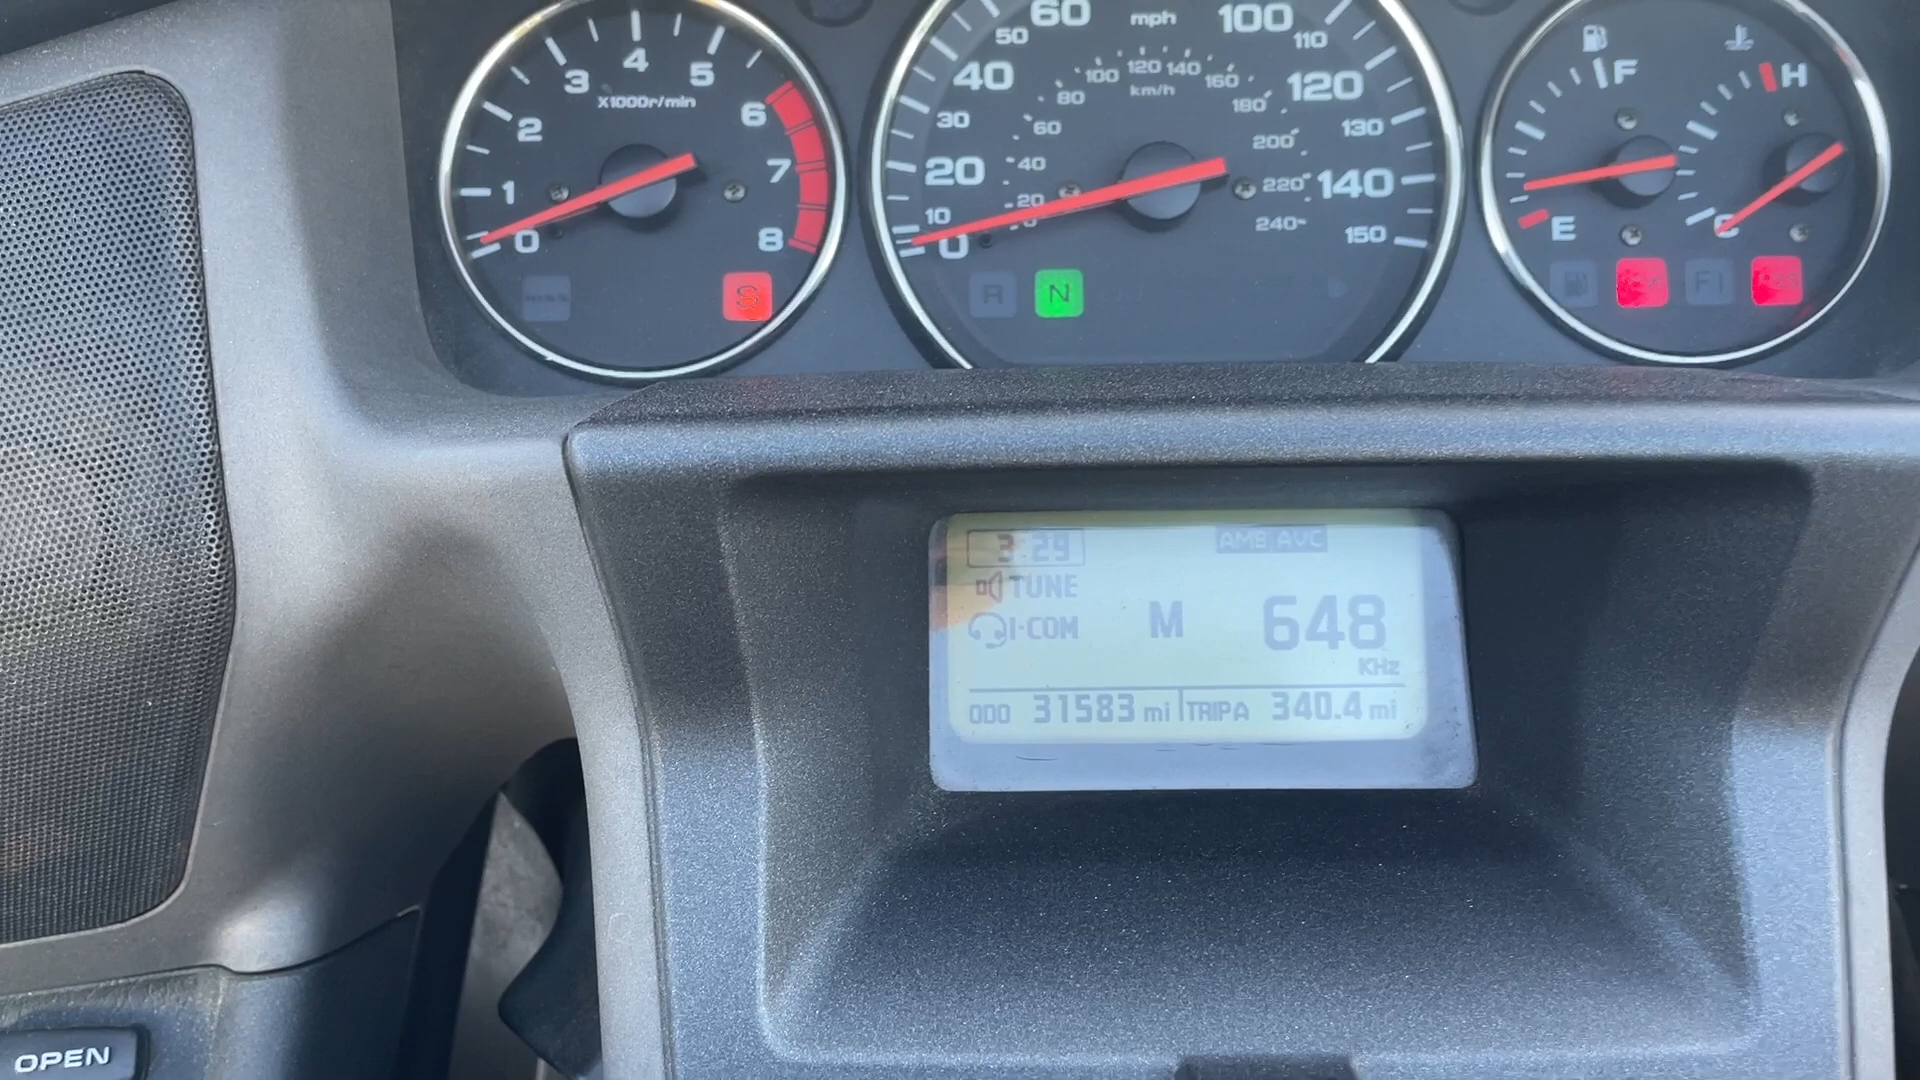 0 1 2 3 4 5 6 7 8
X1000r/min
S
0 10 20 30 40 50 60 100 110 120 130 140 150
mph
20 40 60 80 100 120 140 160 180 200 220 240
km/h
R N
F
E
H
C
FI
3:29
AMB AVC
TUNE
I-COM
M
648
KHz
ODO 31583 mi TRIP A 340.4 mi
OPEN